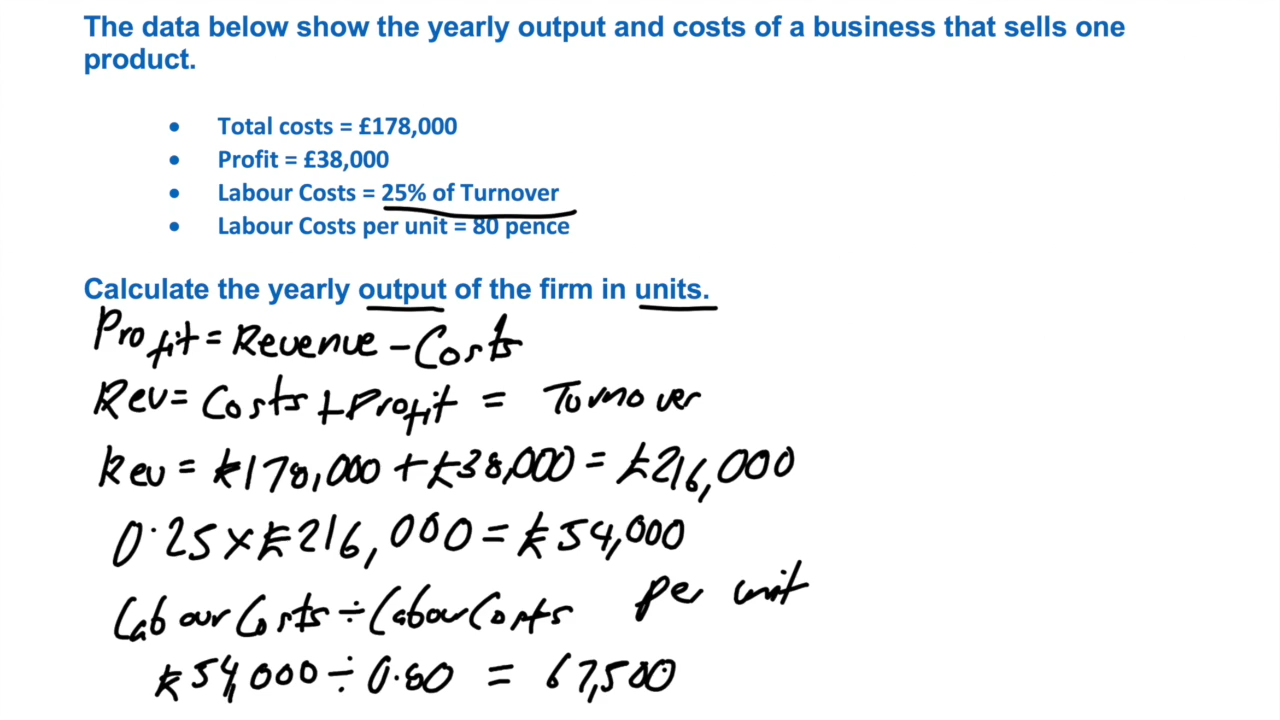 The data below show the yearly output and costs of a business that sells one
product.
• Total costs = £178,000
• Profit = £38,000
• Labour Costs = 25% of Turnover
• Labour Costs per unit = 80 pence
Calculate the yearly output of the firm in units.
Profit = Revenue - Costs
Rev = Costs + Profit = Turnover
Rev = £178,000 + £38,000 = £216,000
0.25 x £216,000 = £54,000
Labour Costs ÷ Labour Costs per unit
£54,000 ÷ 0.80 = 67,500